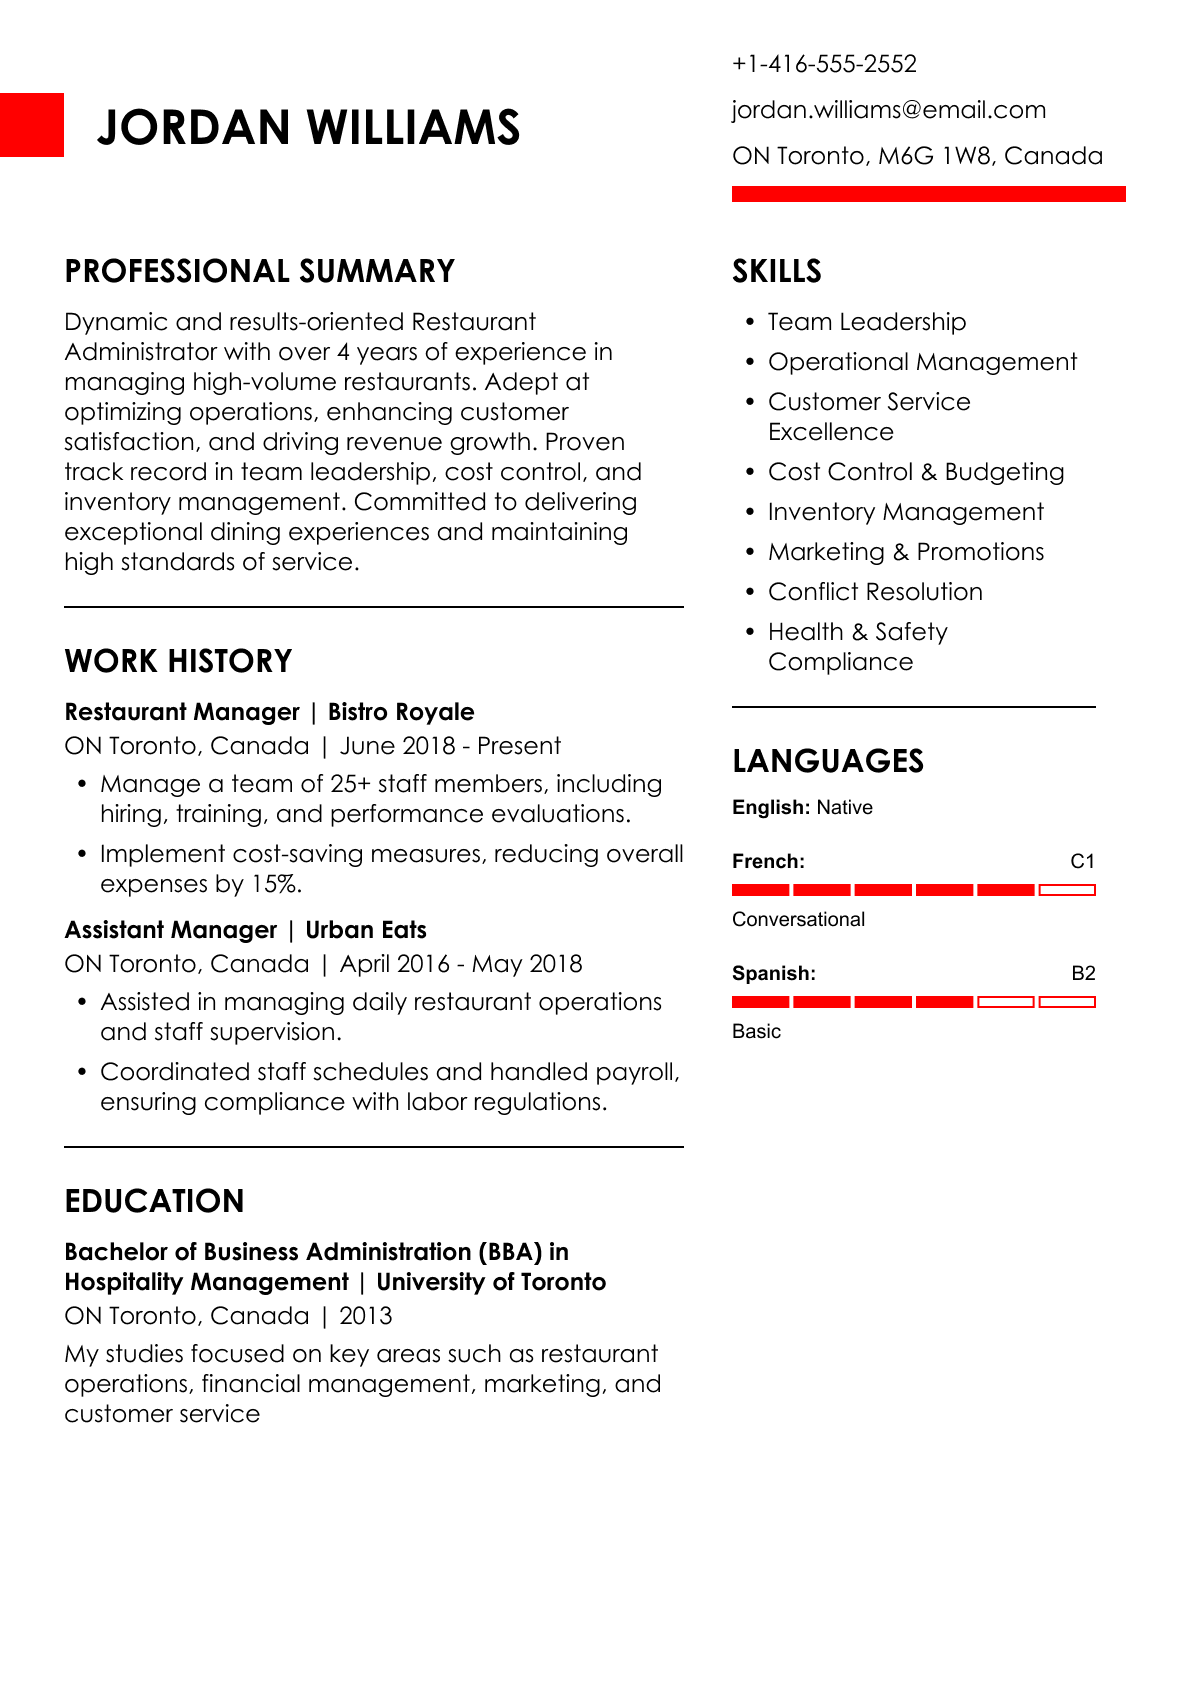 JORDAN WILLIAMS
+1-416-555-2552
jordan.williams@email.com
ON Toronto, M6G 1W8, Canada
PROFESSIONAL SUMMARY
Dynamic and results-oriented Restaurant
Administrator with over 4 years of experience in
managing high-volume restaurants. Adept at
optimizing operations, enhancing customer
satisfaction, and driving revenue growth. Proven
track record in team leadership, cost control, and
inventory management. Committed to delivering
exceptional dining experiences and maintaining
high standards of service.
WORK HISTORY
Restaurant Manager | Bistro Royale
ON Toronto, Canada | June 2018 - Present
• Manage a team of 25+ staff members, including
hiring, training, and performance evaluations.
• Implement cost-saving measures, reducing overall
expenses by 15%.
Assistant Manager | Urban Eats
ON Toronto, Canada | April 2016 - May 2018
• Assisted in managing daily restaurant operations
and staff supervision.
• Coordinated staff schedules and handled payroll,
ensuring compliance with labor regulations.
EDUCATION
Bachelor of Business Administration (BBA) in
Hospitality Management | University of Toronto
ON Toronto, Canada | 2013
My studies focused on key areas such as restaurant
operations, financial management, marketing, and
customer service
SKILLS
• Team Leadership
• Operational Management
• Customer Service
Excellence
• Cost Control & Budgeting
• Inventory Management
• Marketing & Promotions
• Conflict Resolution
• Health & Safety
Compliance
LANGUAGES
English: Native
French: C1
Conversational
Spanish: B2
Basic